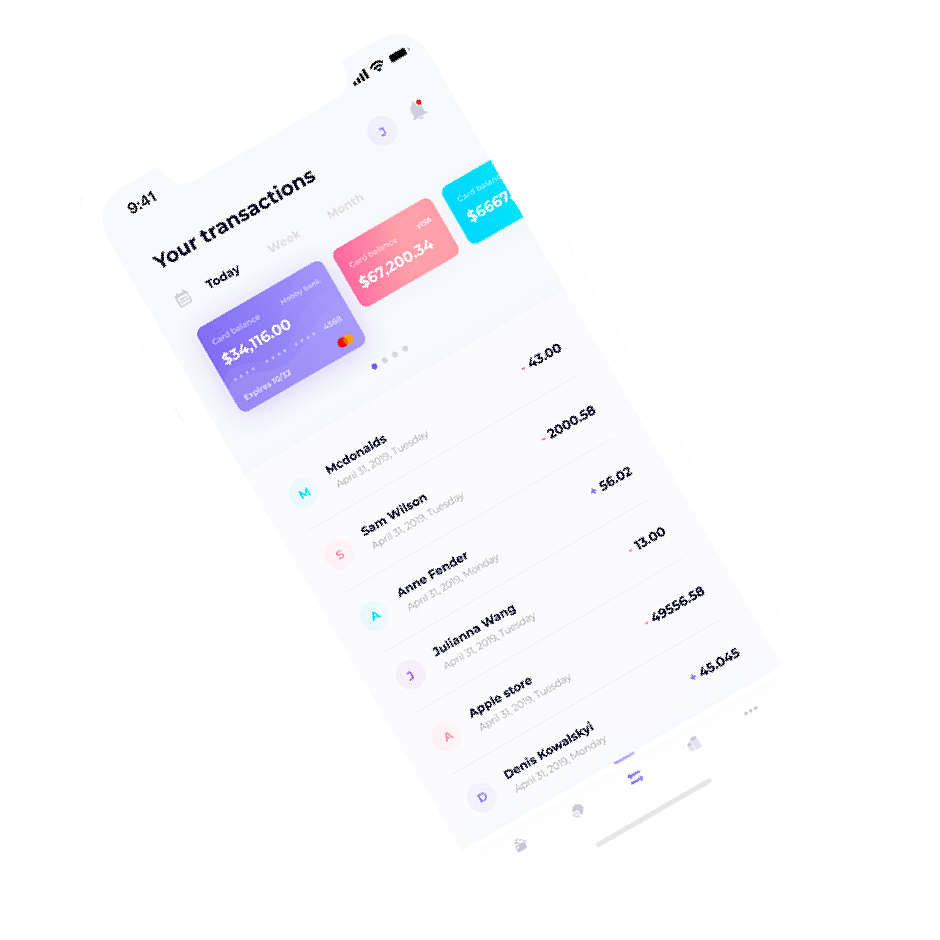 9:41
Your transactions
J
Today
Week
Month
Card balance
Mobby bank
$34,116.00
4568
Expires 10/22
Card balance
VISA
$67,200.34
Card balance
$6667
M
Mcdonalds
April 31, 2019, Tuesday
- 43.00
S
Sam Wilson
April 31, 2019, Tuesday
- 2000.58
A
Anne Fender
April 31, 2019, Monday
+ 56.02
J
Julianna Wang
April 31, 2019, Tuesday
- 13.00
A
Apple store
April 31, 2019, Tuesday
- 49556.58
D
Denis Kowalskyi
April 31, 2019, Monday
+ 45.045